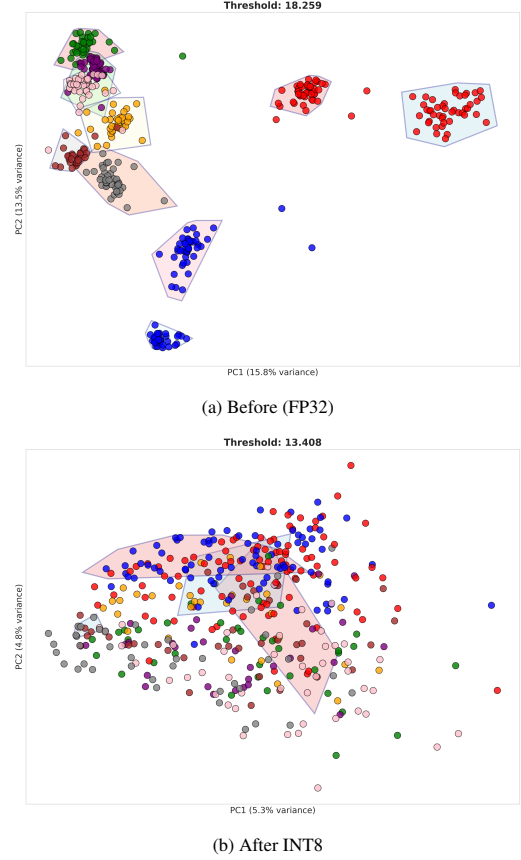 Threshold: 18.259
PC2 (13.5% variance)
PC1 (15.8% variance)
(a) Before (FP32)
Threshold: 13.408
PC2 (4.8% variance)
PC1 (5.3% variance)
(b) After INT8